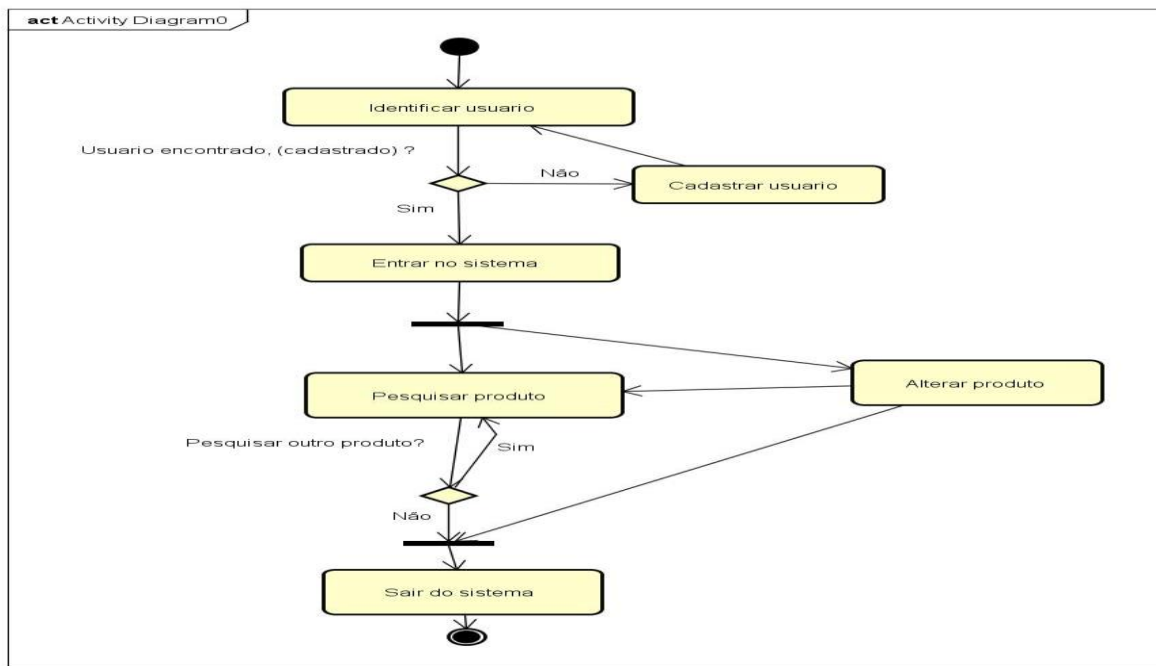 act Activity Diagram0
Identificar usuario
Usuario encontrado, (cadastrado) ?
Não
Cadastrar usuario
Sim
Entrar no sistema
Alterar produto
Pesquisar produto
Pesquisar outro produto?
Sim
Não
Sair do sistema